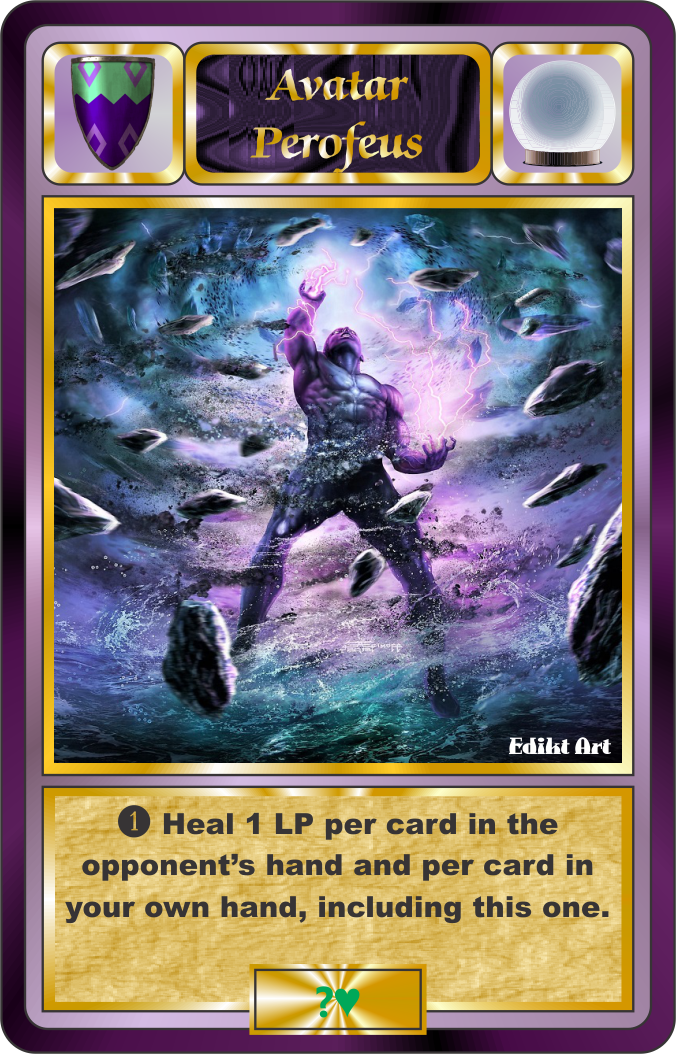 Avatar
Perofeus
Edikt Art
❶ Heal 1 LP per card in the
opponent’s hand and per card in
your own hand, including this one.
?♥